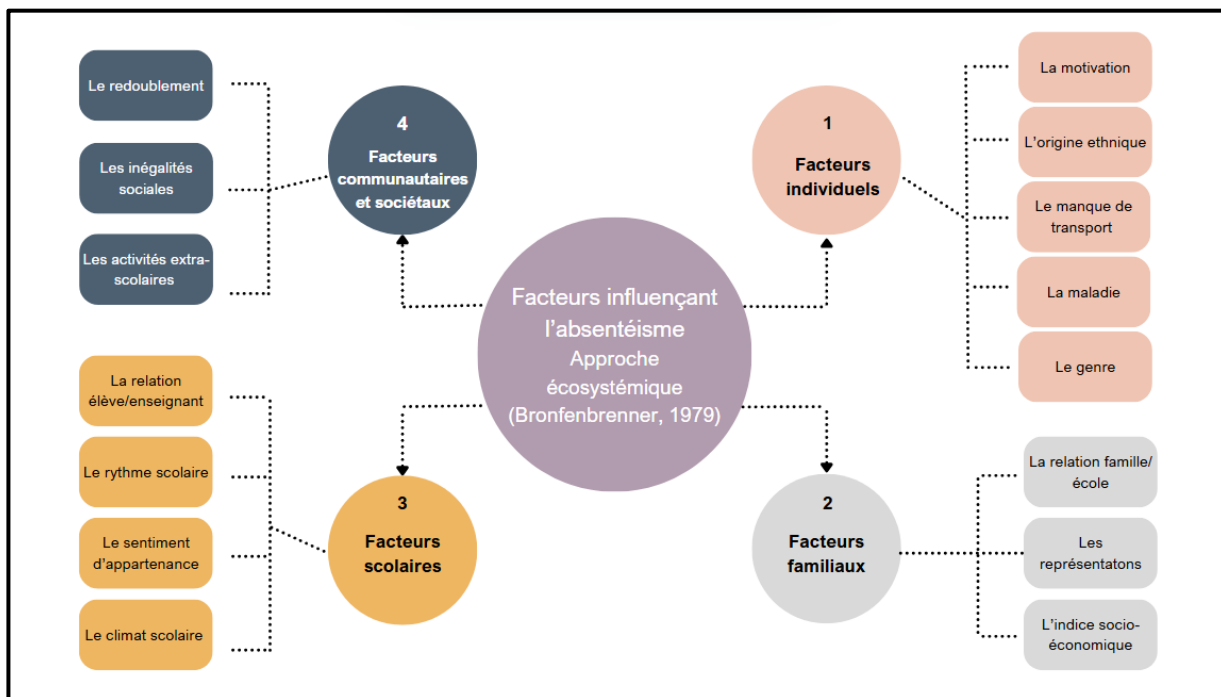 Facteurs influençant
l'absentéisme
Approche
écosystémique
(Bronfenbrenner, 1979)
1
Facteurs
individuels
La motivation
L'origine ethnique
Le manque de
transport
La maladie
Le genre
2
Facteurs
familiaux
La relation famille/
école
Les
représentatons
L'indice socio-
économique
3
Facteurs
scolaires
La relation
élève/enseignant
Le rythme scolaire
Le sentiment
d'appartenance
Le climat scolaire
4
Facteurs
communautaires
et sociétaux
Le redoublement
Les inégalités
sociales
Les activités extra-
scolaires